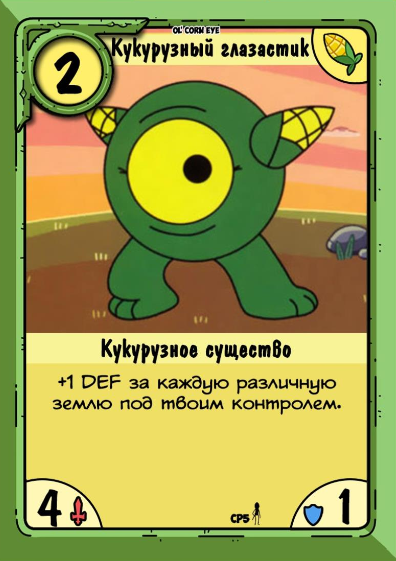 OL' CORN EYE
2
Кукурузный глазастик
Кукурузное существо
+1 DEF за каждую различную
землю под твоим контролем.
4
CP5
1